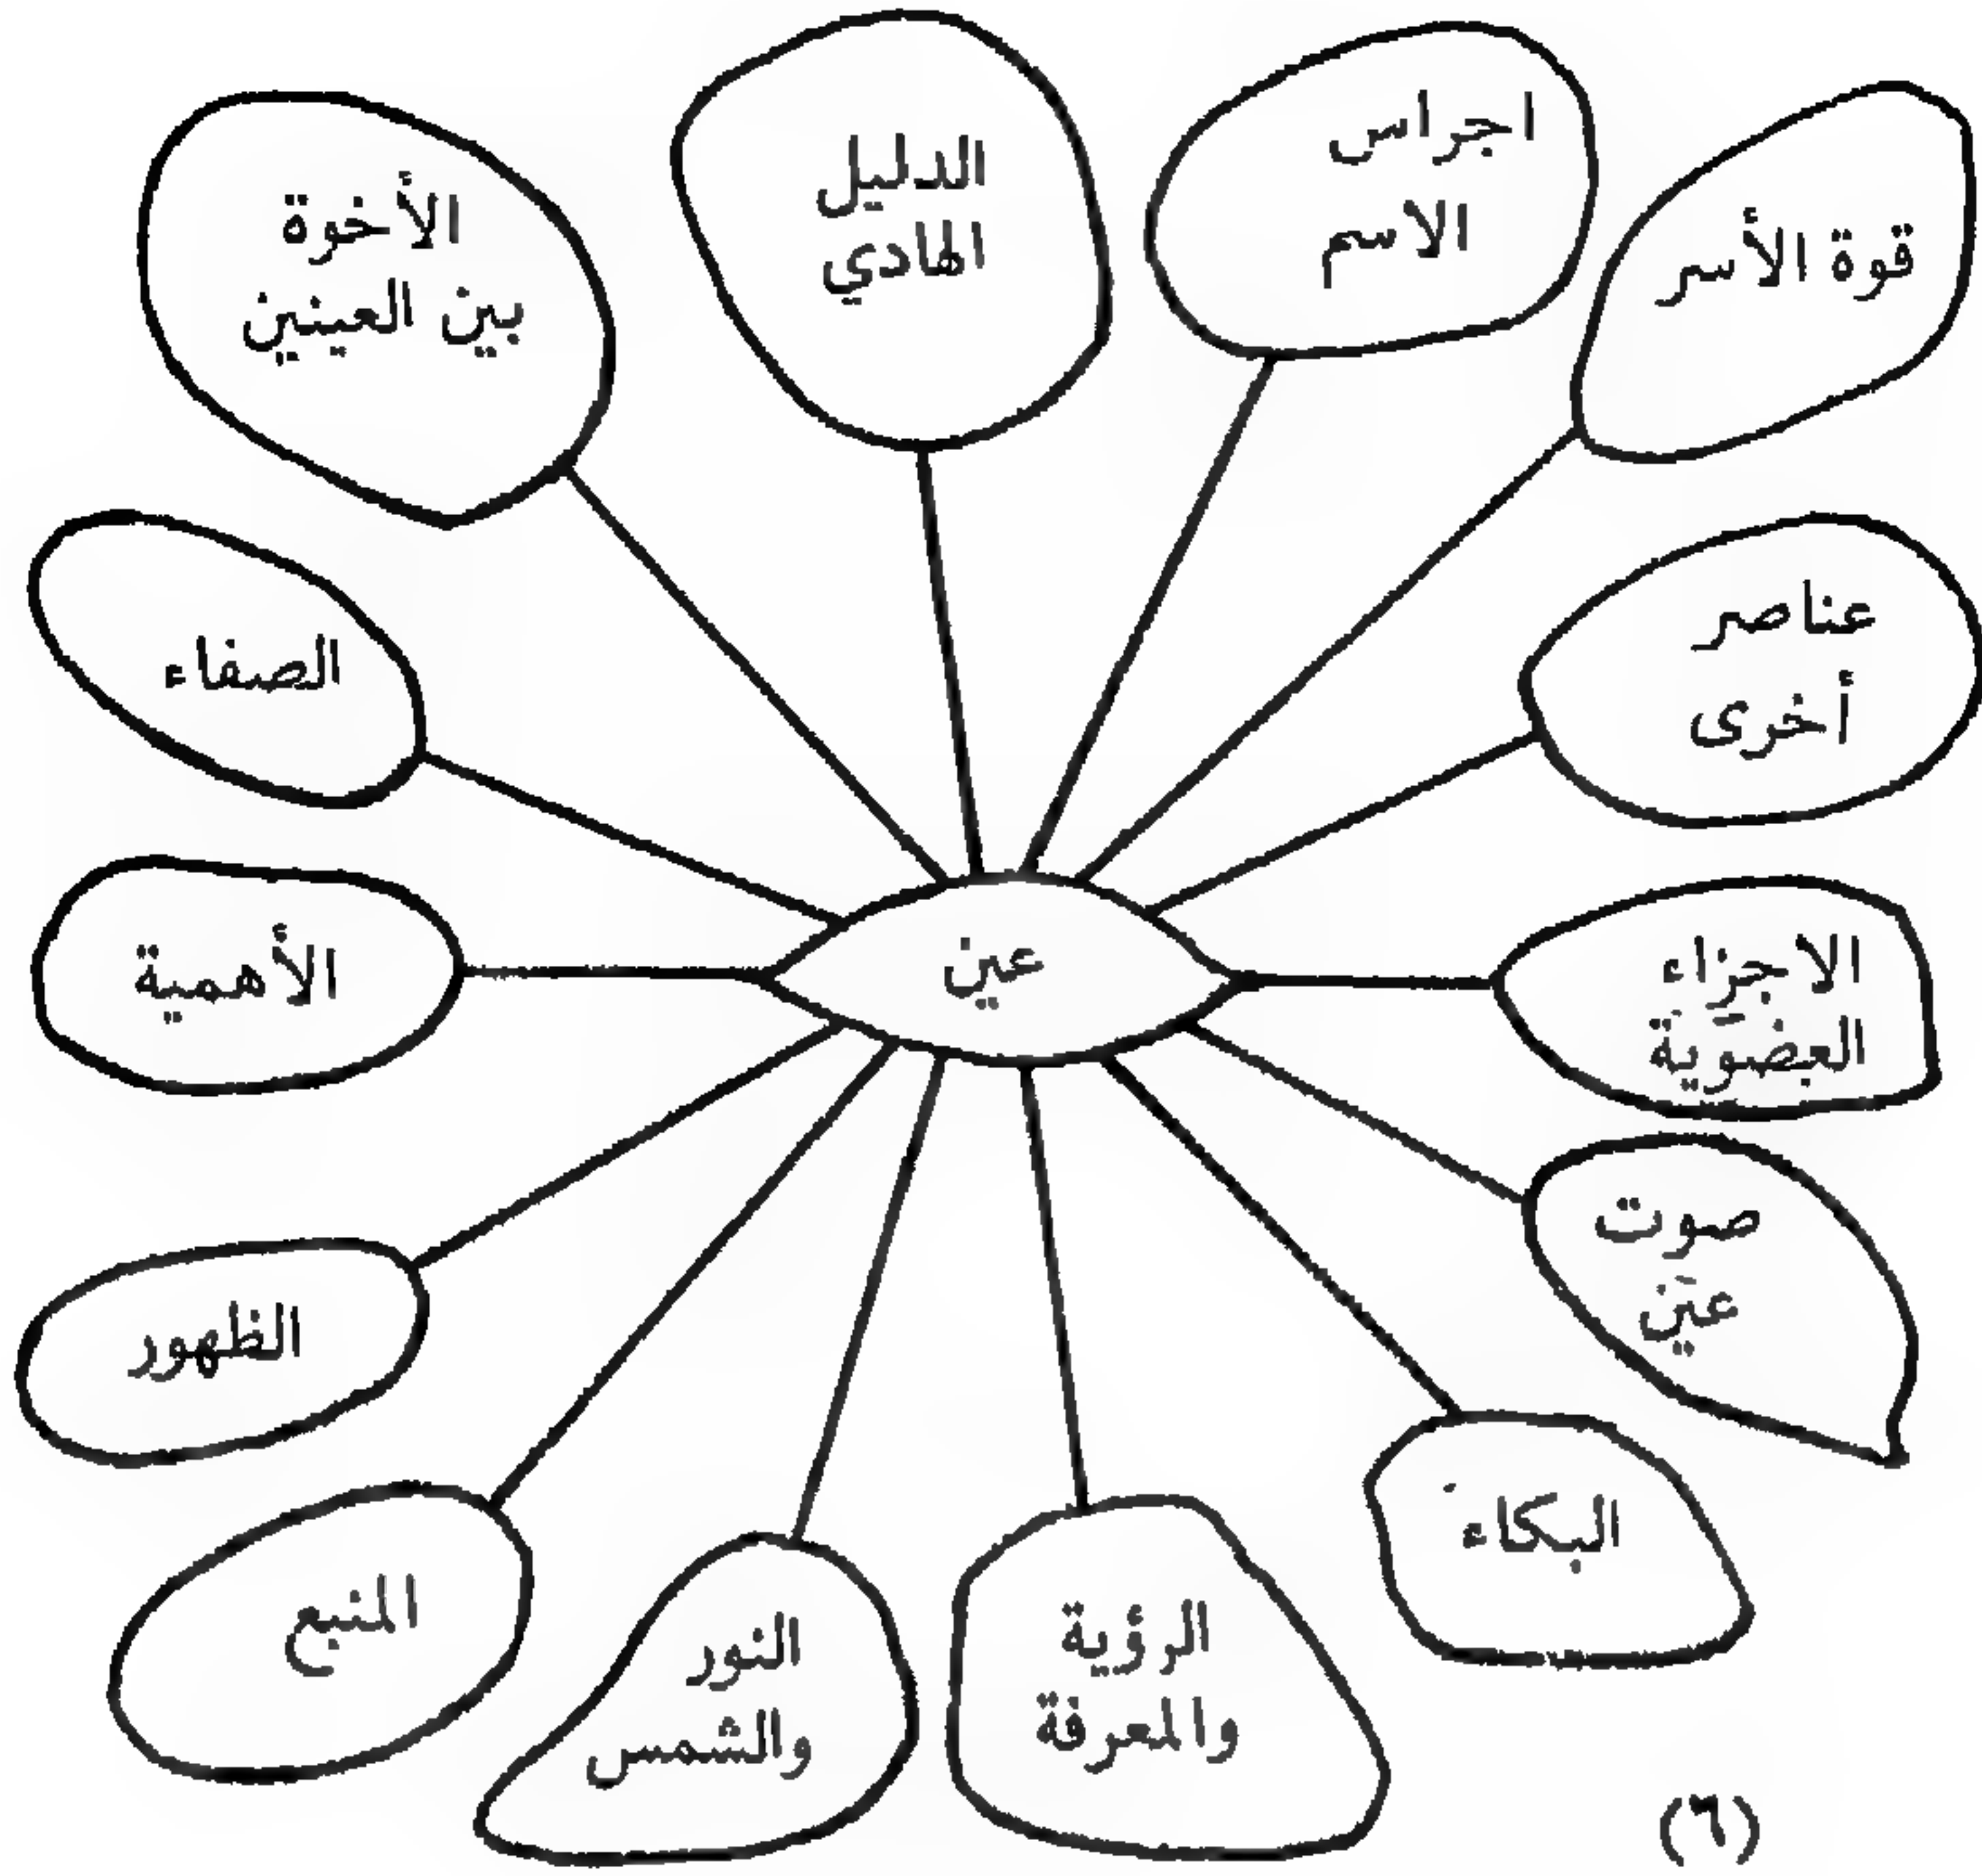 اجراس
الاسم
قوة الأسر
الدليل
الهادي
الأخوة
بين العينين
عناصر
أخرى
الصفاء
عين
الاجزاء
العضوية
الأهمية
صوت
عين
الظهور
البكاء
المنبع
النور
والشمس
الرؤية
والمعرفة
(٦)